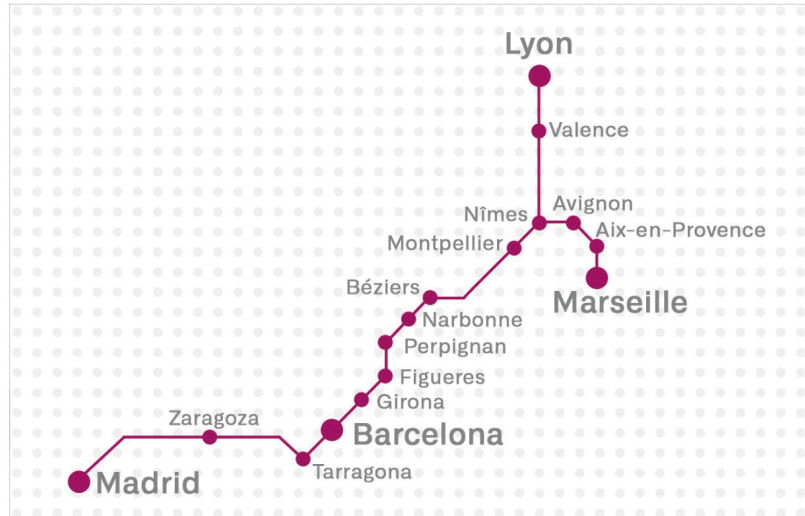 Lyon
Valence
Avignon
Nîmes
Aix-en-Provence
Montpellier
Marseille
Béziers
Narbonne
Perpignan
Figueres
Girona
Zaragoza
Barcelona
Tarragona
Madrid